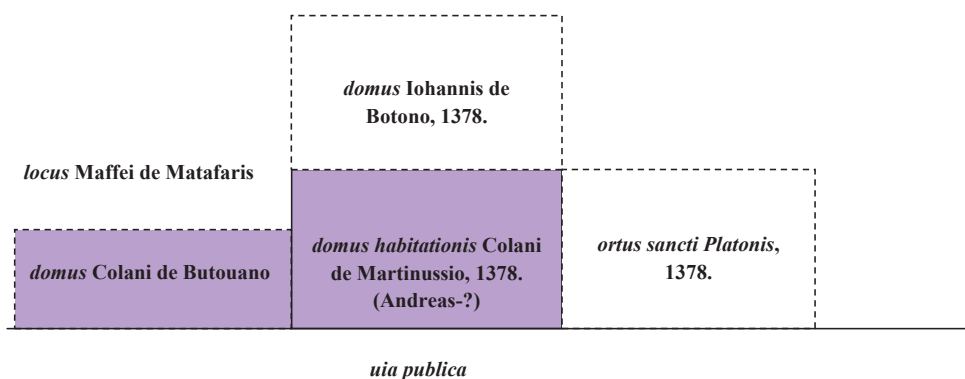 domus Iohannis de
Botono, 1378.
locus Maffei de Matafaris
domus Colani de Butouano
domus habitationis Colani
de Martinussio, 1378.
(Andreas-?)
ortus sancti Platonis,
1378.
uia publica